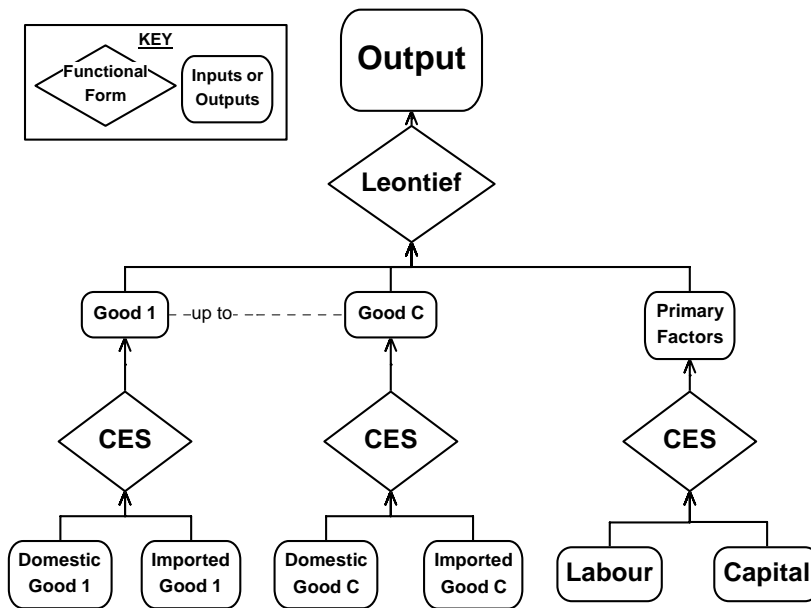 KEY
Functional
Form
Inputs or
Outputs
Output
Leontief
Good 1
up to
Good C
Primary
Factors
CES
CES
CES
Domestic
Good 1
Imported
Good 1
Domestic
Good C
Imported
Good C
Labour
Capital